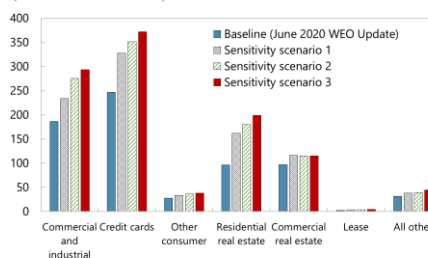 400
350
300
250
200
150
100
50
0
Baseline (June 2020 WEO Update)
Sensitivity scenario 1
Sensitivity scenario 2
Sensitivity scenario 3
Commercial and industrial
Credit cards
Other consumer
Residential real estate
Commercial real estate
Lease
All othe